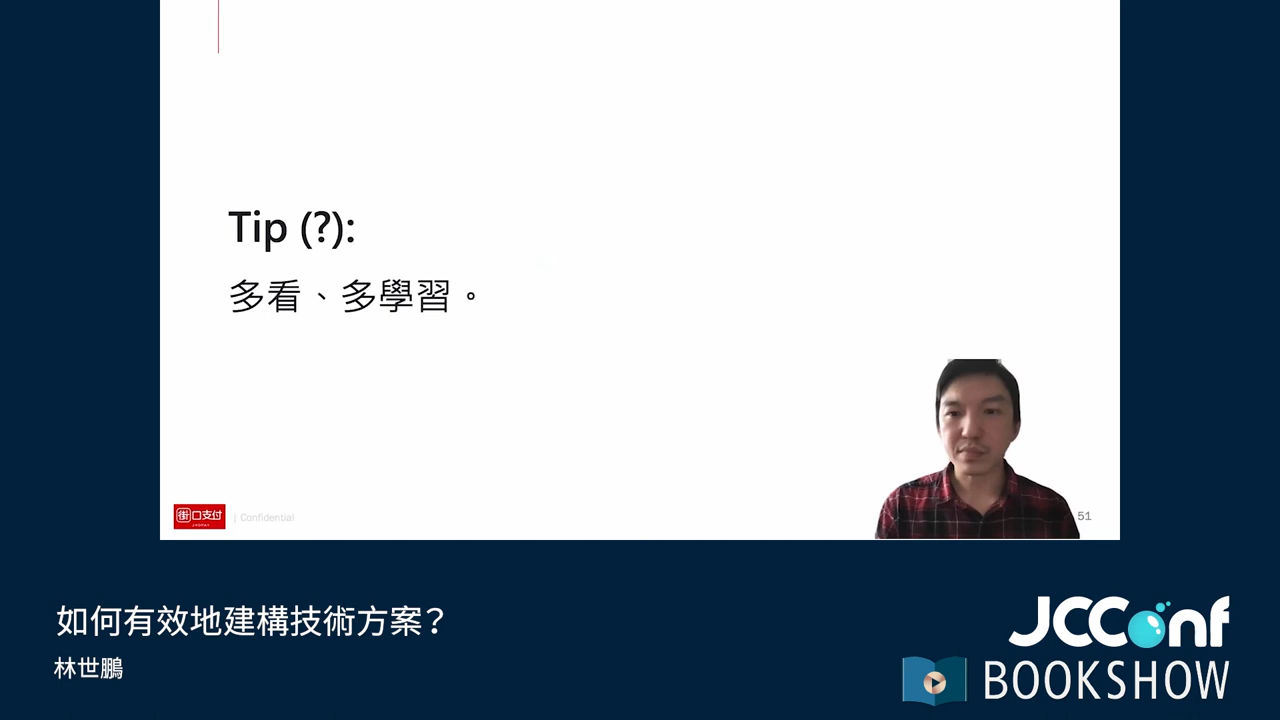 Tip (?):
多看、多學習。
街口支付
JKOPAY
| Confidential
51
如何有效地建構技術方案？
林世鵬
JCConf
BOOKSHOW